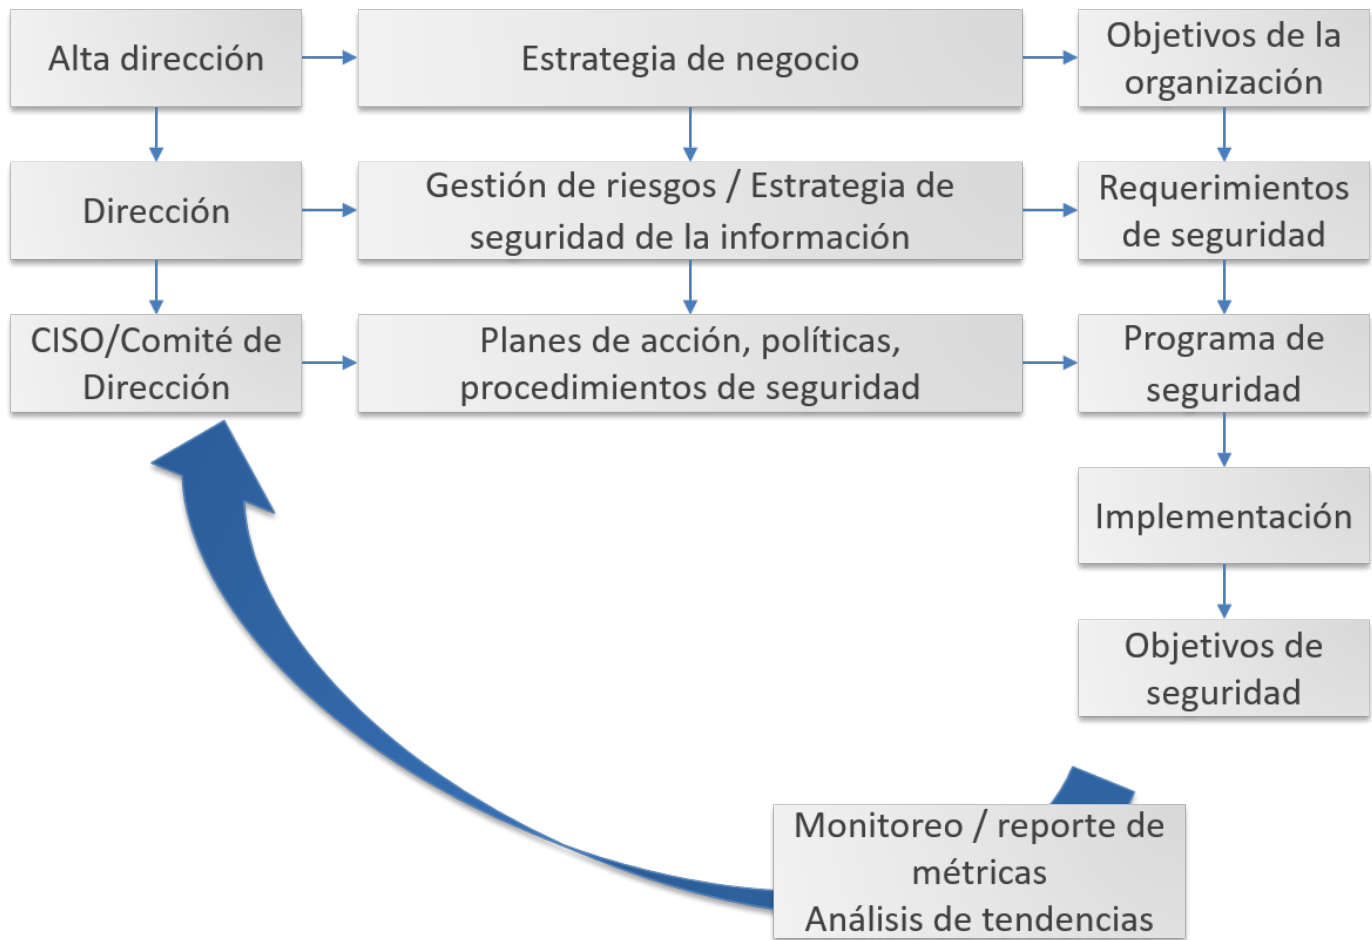 Alta dirección
Estrategia de negocio
Objetivos de la
organización
Dirección
Gestión de riesgos / Estrategia de
seguridad de la información
Requerimientos
de seguridad
CISO/Comité de
Dirección
Planes de acción, políticas,
procedimientos de seguridad
Programa de
seguridad
Implementación
Objetivos de
seguridad
Monitoreo / reporte de
métricas
Análisis de tendencias